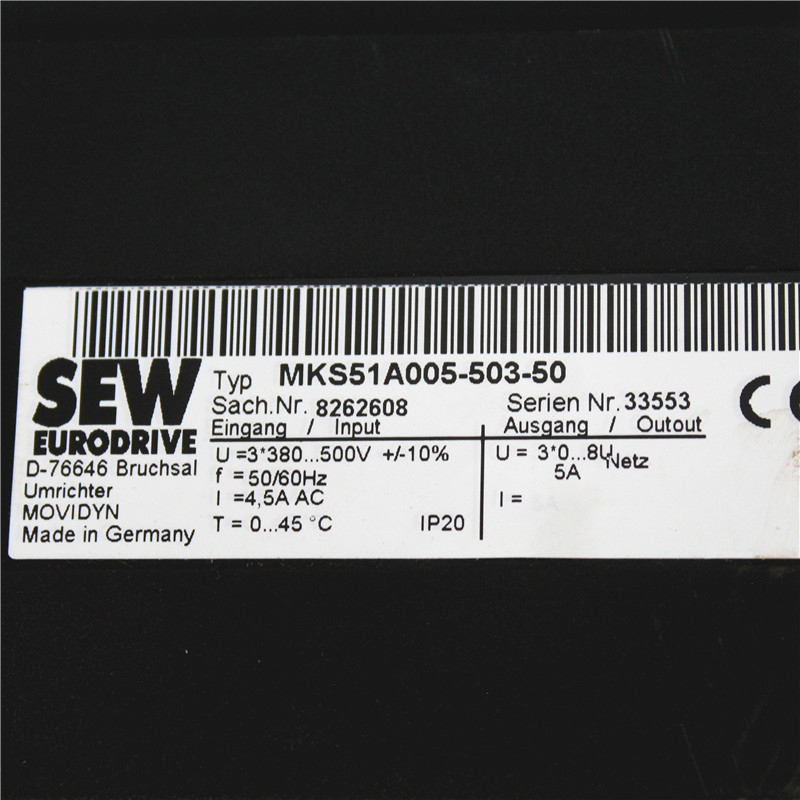 SEW
EURODRIVE
D-76646 Bruchsal
Umrichter
MOVIDYN
Made in Germany
Typ MKS51A005-503-50
Sach.Nr. 8262608 Serien Nr. 33553
Eingang / Input Ausgang / Outout
U =3*380...500V +/-10% U = 3*0...8U Netz
f = 50/60Hz 5A
I =4,5A AC I =
T = 0...45 °C IP20
CE